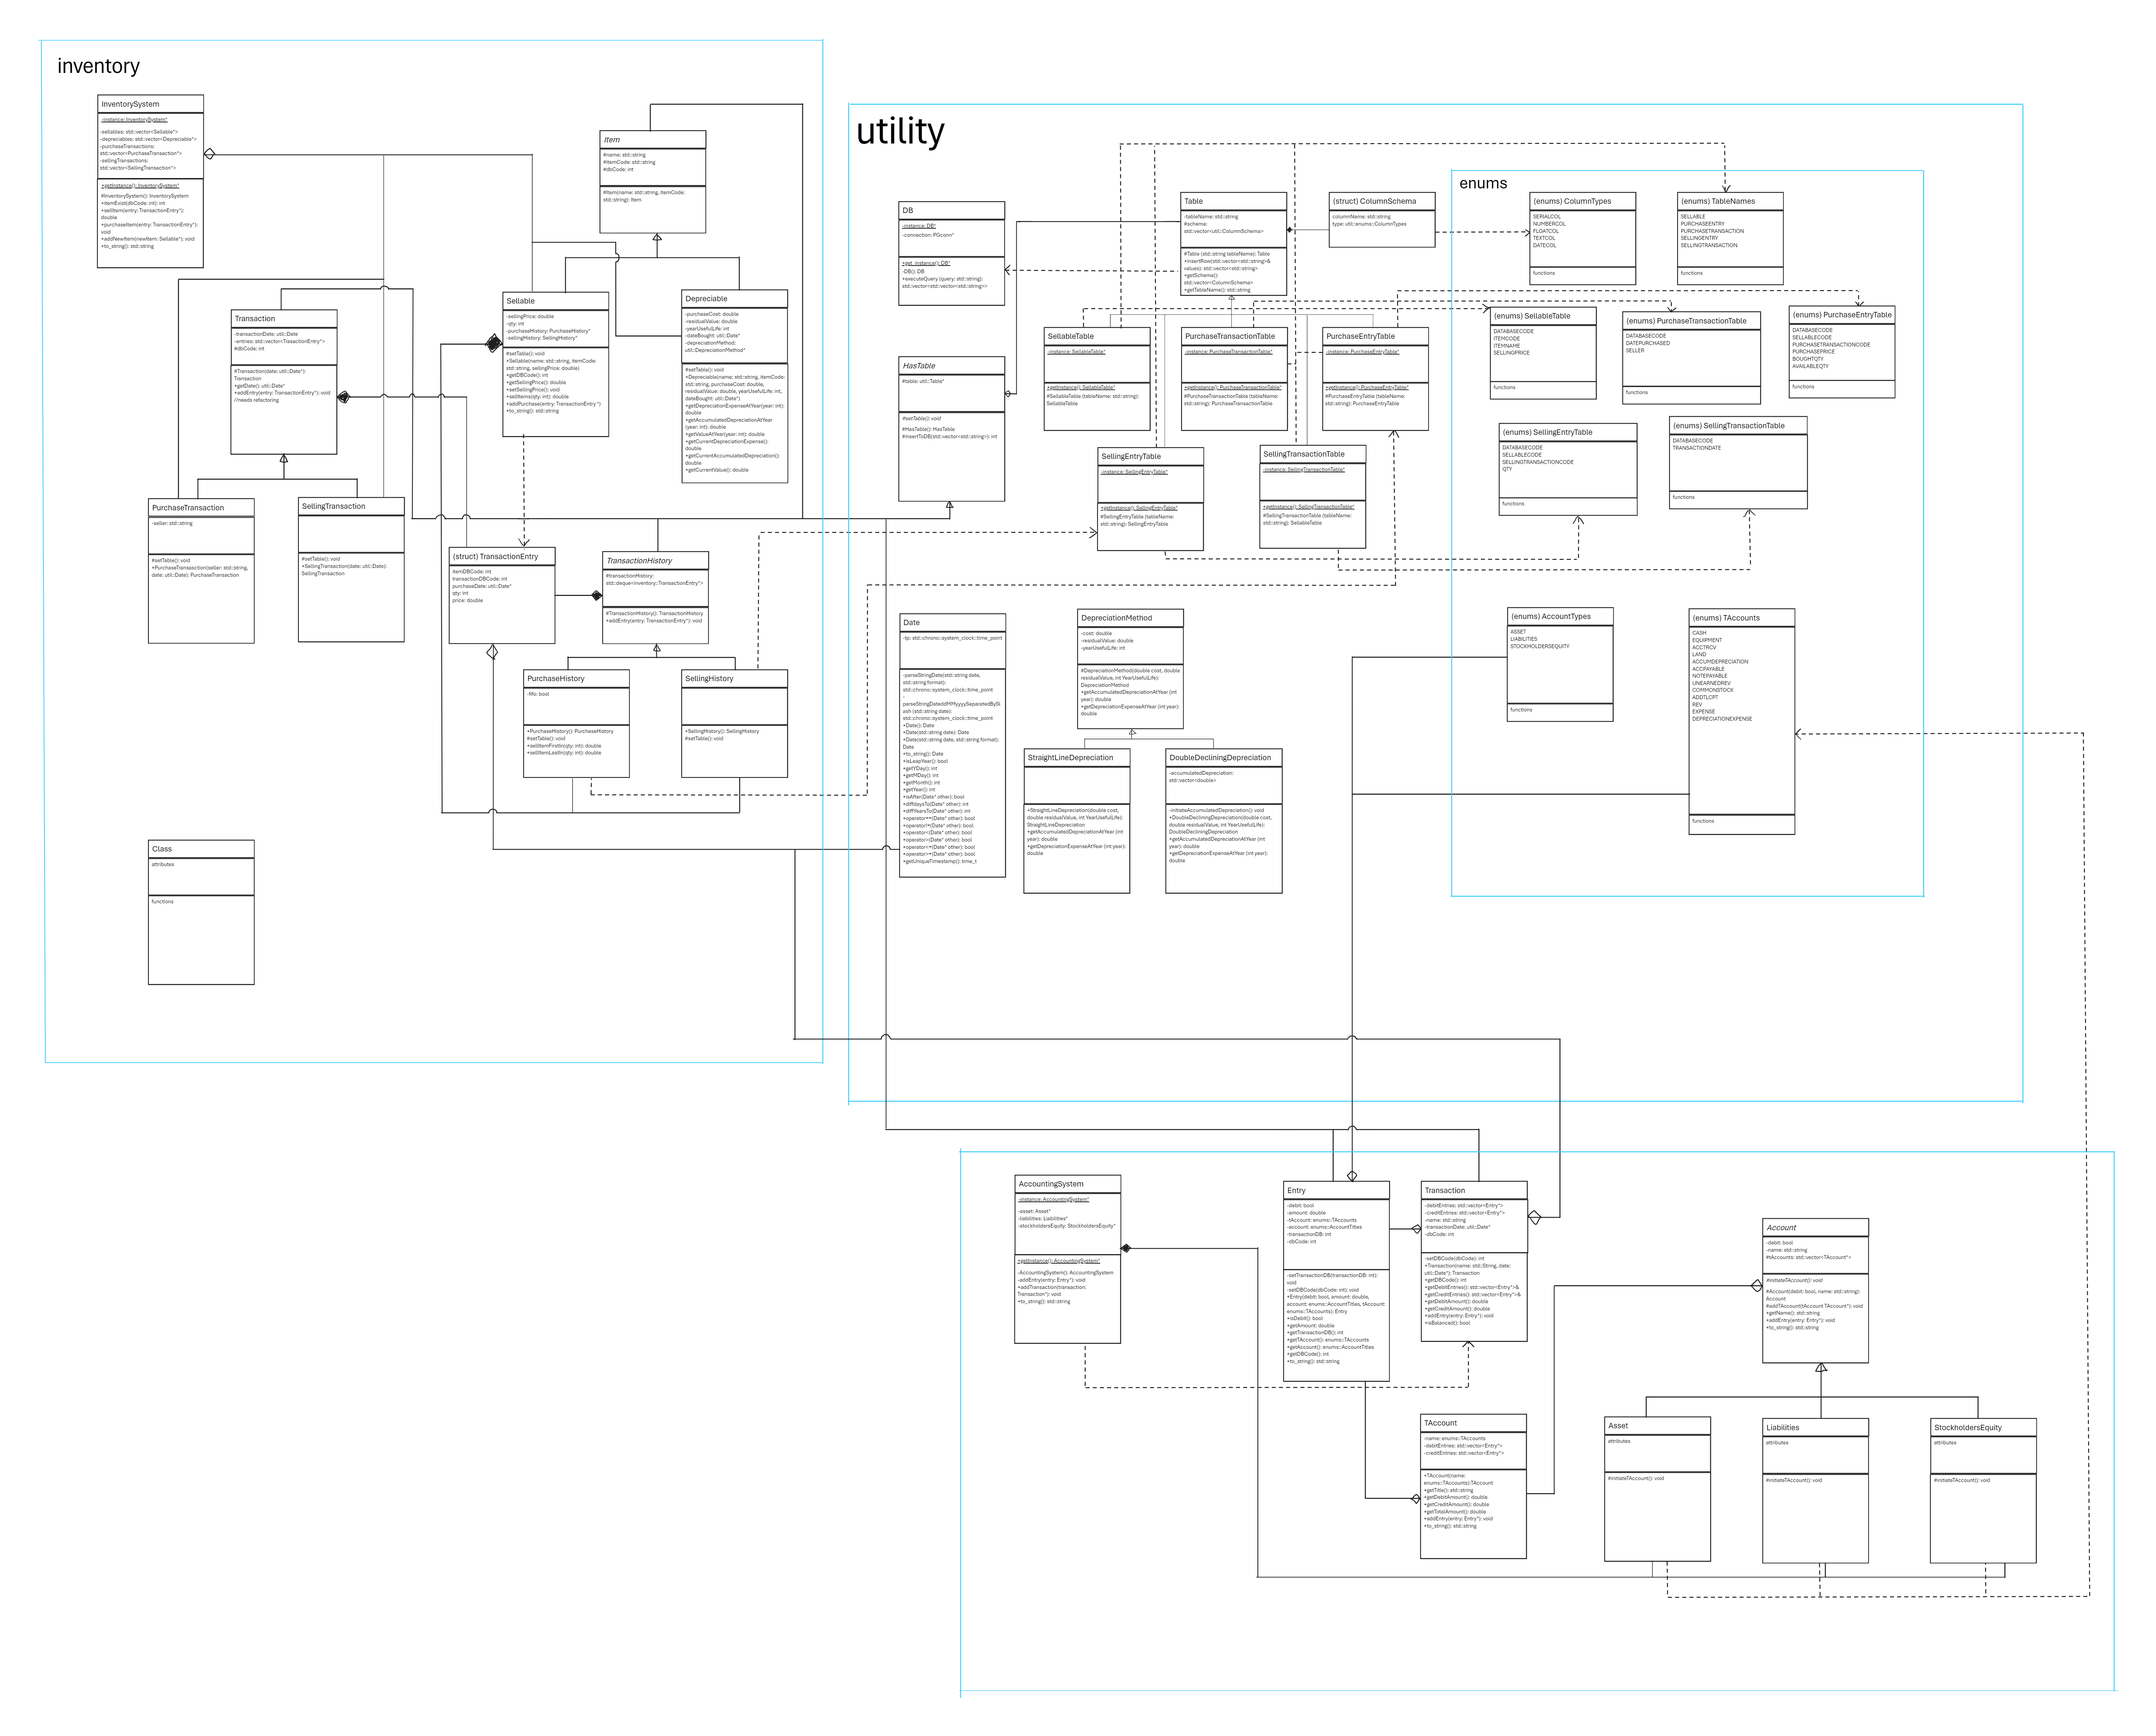 inventory
InventorySystem
-instance: InventorySystem*
-sellables: std::vector<Sellable*>
-depreciables: std::vector<Depreciable*>
-purchaseTransactions:
std::vector<PurchaseTransaction*>
-sellingTransactions:
std::vector<SellingTransaction*>
+getInstance(): InventorySystem*
#InventorySystem(): InventorySystem
+itemExist(dbCode: int): int
+sellItem(entry: TransactionEntry*):
double
+purchaseItem(entry: TransactionEntry*):
void
+addNewItem(newItem: Sellable*): void
+to_string(): std::string
Item
#name: std::string
#itemCode: std::string
#dbCode: int
#Item(name: std::string, itemCode:
std::string): Item
Transaction
-transactionDate: util::Date
-entries: std::vector<TransactionEntry*>
#dbCode: int
#Transaction(date: util::Date*):
Transaction
+getDate(): util::Date*
+addEntry(entry: TransactionEntry*): void
//needs refactoring
Sellable
-sellingPrice: double
-qty: int
-purchaseHistory: PurchaseHistory*
-sellingHistory: SellingHistory*
#setTable(): void
+Sellable(name: std::string, itemCode:
std::string, sellingPrice: double)
+getDBCode(): int
+getSellingPrice(): double
+setSellingPrice(): void
+sellItems(qty: int): double
+addPurchase(entry: TransactionEntry *)
+to_string(): std::string
Depreciable
-purchaseCost: double
-residualValue: double
-yearUsefulLife: int
-dateBought: util::Date*
-depreciationMethod:
util::DepreciationMethod*
#setTable(): void
+Depreciable(name: std::string, itemCode:
std::string, purchaseCost: double,
residualValue: double, yearUsefulLife: int,
dateBought: util::Date*)
+getDepreciationExpenseAtYear(year: int):
double
+getAccumulatedDepreciationAtYear
(year: int): double
+getValueAtYear(year: int): double
+getCurrentDepreciationExpense():
double
+getCurrentAccumulatedDepreciation():
double
+getCurrentValue(): double
PurchaseTransaction
-seller: std::string
#setTable(): void
+PurchaseTransasction(seller: std::string,
date: util::Date): PurchaseTransaction
SellingTransaction
#setTable(): void
+SellingTransaction(date: util::Date):
SellingTransaction
(struct) TransactionEntry
itemDBCode: int
transactionDBCode: int
purchaseDate: util::Date*
qty: int
price: double
TransactionHistory
#transactionHistory:
std::deque<inventory::TransactionEntry*>
#TransactionHistory(): TransactionHistory
+addEntry(entry: TransactionEntry*): void
PurchaseHistory
-fifo: bool
+PurchaseHistory(): PurchaseHistory
#setTable(): void
+sellItemFirstIn(qty: int): double
+sellItemLastIn(qty: int): double
SellingHistory
+SellingHistory(): SellingHistory
#setTable(): void
Class
attributes
functions
utility
DB
-instance: DB*
-connection: PGconn*
+get_instance(): DB*
-DB(): DB
+executeQuery (query: std::string):
std::vector<std::vector<std::string>>
Table
-tableName: std::string
#schema:
std::vector<util::ColumnSchema>
#Table (std::string tableName): Table
+insertRow(std::vector<std::string>&
values): std::vector<std::string>
+getSchema():
std::vector<ColumnSchema>
+getTableName(): std::string
(struct) ColumnSchema
columnName: std::string
type: util::enums::ColumnTypes
HasTable
#table: util::Table*
#setTable(): void
#HasTable(): HasTable
#insertToDB(std::vector<std::string>): int
SellableTable
-instance: SellableTable*
+getInstance(): SellableTable*
#SellableTable (tableName: std::string):
SellableTable
PurchaseTransactionTable
-instance: PurchaseTransactionTable*
+getInstance(): PurchaseTransactionTable*
#PurchaseTransactionTable (tableName:
std::string): PurchaseTransactionTable
PurchaseEntryTable
-instance: PurchaseEntryTable*
+getInstance(): PurchaseEntryTable*
#PurchaseEntryTable (tableName:
std::string): PurchaseEntryTable
SellingEntryTable
-instance: SellingEntryTable*
+getInstance(): SellingEntryTable*
#SellingEntryTable (tableName:
std::string): SellingEntryTable
SellingTransactionTable
-instance: SellingTransactionTable*
+getInstance(): SellingTransactionTable*
#SellingTransactionTable (tableName:
std::string): SellableTable
enums
(enums) ColumnTypes
SERIALCOL
NUMBERCOL
FLOATCOL
TEXTCOL
DATECOL
functions
(enums) TableNames
SELLABLE
PURCHASEENTRY
PURCHASETRANSACTION
SELLINGENTRY
SELLINGTRANSACTION
functions
(enums) SellableTable
DATABASECODE
ITEMCODE
ITEMNAME
SELLINGPRICE
functions
(enums) PurchaseTransactionTable
DATABASECODE
DATEPURCHASED
SELLER
functions
(enums) PurchaseEntryTable
DATABASECODE
SELLABLECODE
PURCHASETRANSACTIONCODE
PURCHASEPRICE
BOUGHTQTY
AVAILABLEQTY
functions
(enums) SellingEntryTable
DATABASECODE
SELLABLECODE
SELLINGTRANSACTIONCODE
QTY
functions
(enums) SellingTransactionTable
DATABASECODE
TRANSACTIONDATE
functions
(enums) AccountTypes
ASSET
LIABILITIES
STOCKHOLDERSEQUITY
functions
(enums) TAccounts
CASH
EQUIPMENT
ACCTRCV
LAND
ACCUMDEPRECIATION
ACCPAYABLE
NOTEPAYABLE
UNEARNEDREV
COMMONSTOCK
ADDTLCPT
REV
EXPENSE
DEPRECIATIONEXPENSE
functions
Date
-tp: std::chrono::system_clock::time_point
-parseStringDate(std::string date,
std::string format):
std::chrono::system_clock::time_point
-
parseStringDateddMMyyyySeparatedBySl
ash (std::string date):
std::chrono::system_clock::time_point
+Date(): Date
+Date(std::string date): Date
+Date(std::string date, std::string format):
Date
+to_string(): Date
+isLeapYear(): bool
+getYDay(): int
+getMDay(): int
+getMonth(): int
+getYear(): int
+isAfter(Date* other): bool
+diffdaysTo(Date* other): int
+diffYearsTo(Date* other): int
+operator==(Date* other): bool
+operator!=(Date* other): bool
+operator<(Date* other): bool
+operator>(Date* other): bool
+operator<=(Date* other): bool
+operator>=(Date* other): bool
+getUniqueTimestamp(): time_t
DepreciationMethod
-cost: double
-residualValue: double
-yearUsefulLife: int
#DepreciationMethod(double cost, double
residualValue, int YearUsefulLife):
DepreciationMethod
+getAccumulatedDepreciationAtYear (int
year): double
+getDepreciationExpenseAtYear (int year):
double
StraightLineDepreciation
+StraightLineDepreciation(double cost,
double residualValue, int YearUsefulLife):
StraightLineDepreciation
+getAccumulatedDepreciationAtYear (int
year): double
+getDepreciationExpenseAtYear (int year):
double
DoubleDecliningDepreciation
-accumulatedDepreciation:
std::vector<double>
-initiateAccumulatedDepreciation(): void
+DoubleDecliningDepreciation(double cost,
double residualValue, int YearUsefulLife):
DoubleDecliningDepreciation
+getAccumulatedDepreciationAtYear (int
year): double
+getDepreciationExpenseAtYear (int year):
double
AccountingSystem
-instance: AccountingSystem*
-asset: Asset*
-liabilities: Liabilities*
-stockholdersEquity: StockholdersEquity*
+getInstance(): AccountingSystem*
-AccountingSystem(): AccountingSystem
-addEntry(entry: Entry*): void
+addTransaction(transaction:
Transaction*): void
+to_string(): std::string
Entry
-debit: bool
-amount: double
-tAccount: enums::TAccounts
-account: enums::AccountTitles
-transactionDB: int
-dbCode: int
-setTransactionDB(transactionDB: int):
void
-setDBCode(dbCode: int): void
+Entry(debit: bool, amount: double,
account: enums::AccountTitles, tAccount:
enums::TAccounts): Entry
+isDebit(): bool
+getAmount: double
+getTransactionDB(): int
+getTAccount(): enums::TAccounts
+getAccount(): enums::AccountTitles
+getDBCode(): int
+to_string(): std::string
Transaction
-debitEntries: std::vector<Entry*>
-creditEntries: std::vector<Entry*>
-name: std::string
-transactionDate: util::Date*
-dbCode: int
-setDBCode(dbCode): int
+Transaction(name: std::String, date:
util::Date*): Transaction
+getDBCode(): int
+getDebitEntries(): std::vector<Entry*>&
+getCreditEntries(): std::vector<Entry*>&
+getDebitAmount(): double
+getCreditAmount(): double
+addEntry(entry: Entry*): void
+isBalanced(): bool
Account
-debit: bool
-name: std::string
#tAccounts: std::vector<TAccount*>
#initiateTAccount(): void
#Account(debit: bool, name: std::string):
Account
#addTAccount(tAccount TAccount*): void
+getName(): std::string
+addEntry(entry: Entry*): void
+to_string(): std::string
TAccount
-name: enums::TAccounts
-debitEntries: std::vector<Entry*>
-creditEntries: std::vector<Entry*>
+TAccount(name:
enums::TAccounts):TAccount
+getTitle(): std::string
+getDebitAmount(): double
+getCreditAmount(): double
+getTotalAmount(): double
+addEntry(entry: Entry*): void
+to_string(): std::string
Asset
attributes
#initiateTAccount(): void
Liabilities
attributes
#initiateTAccount(): void
StockholdersEquity
attributes
#initiateTAccount(): void